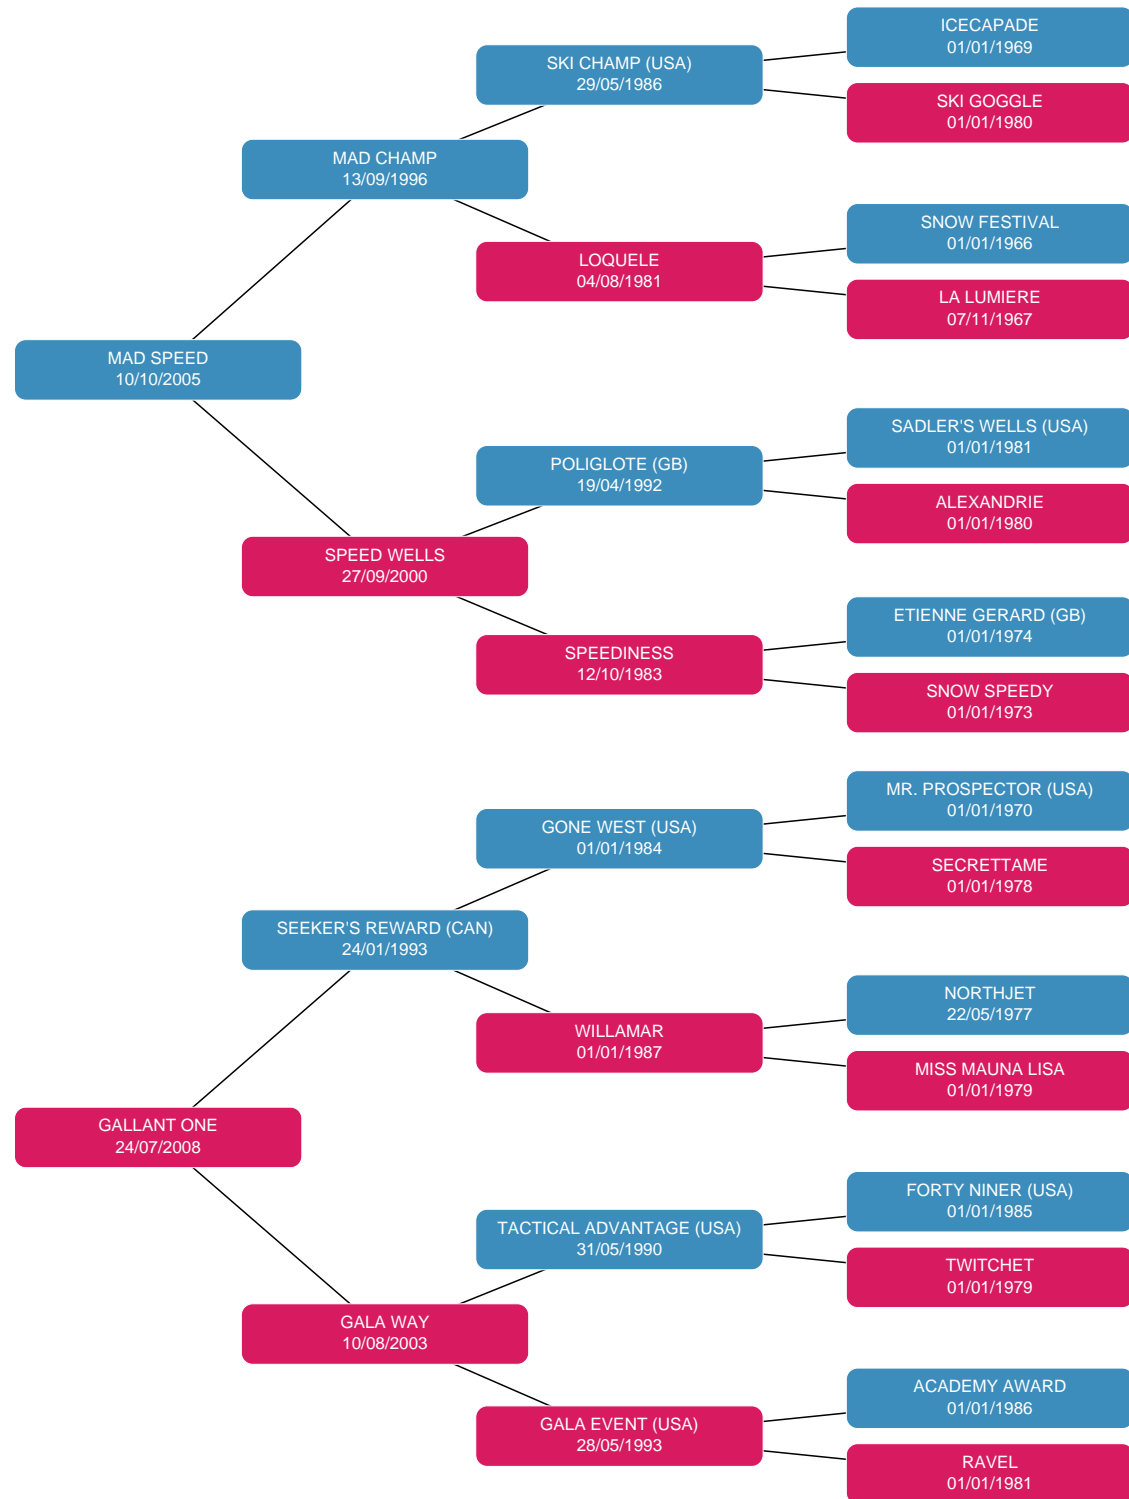 ICECAPADE
01/01/1969
SKI CHAMP (USA)
29/05/1986
SKI GOGGLE
01/01/1980
MAD CHAMP
13/09/1996
SNOW FESTIVAL
01/01/1966
LOQUELE
04/08/1981
LA LUMIERE
07/11/1967
MAD SPEED
10/10/2005
SADLER'S WELLS (USA)
01/01/1981
POLIGLOTE (GB)
19/04/1992
ALEXANDRIE
01/01/1980
SPEED WELLS
27/09/2000
ETIENNE GERARD (GB)
01/01/1974
SPEEDINESS
12/10/1983
SNOW SPEEDY
01/01/1973
MR. PROSPECTOR (USA)
01/01/1970
GONE WEST (USA)
01/01/1984
SECRETTAME
01/01/1978
SEEKER'S REWARD (CAN)
24/01/1993
NORTHJET
22/05/1977
WILLAMAR
01/01/1987
MISS MAUNA LISA
01/01/1979
GALLANT ONE
24/07/2008
FORTY NINER (USA)
01/01/1985
TACTICAL ADVANTAGE (USA)
31/05/1990
TWITCHET
01/01/1979
GALA WAY
10/08/2003
ACADEMY AWARD
01/01/1986
GALA EVENT (USA)
28/05/1993
RAVEL
01/01/1981